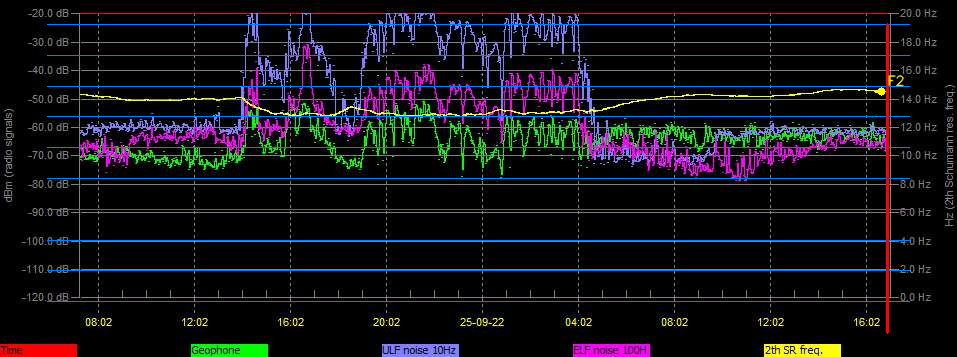 -20.0 dB 20.0 Hz
-30.0 dB 18.0 Hz
-40.0 dB 16.0 Hz
F2
-50.0 dB 14.0 Hz
-60.0 dB 12.0 Hz
-70.0 dB 10.0 Hz
-80.0 dB 8.0 Hz
-90.0 dB 6.0 Hz
-100.0 dB 4.0 Hz
-110.0 dB 2.0 Hz
-120.0 dB 0.0 Hz
dBm (radio signals)
Hz (2th Schumann res. freq.)
08:02 12:02 16:02 20:02 25-09-22 04:02 08:02 12:02 16:02
Time Geophone ULF noise 10Hz ELF noise 100H 2th SR freq.